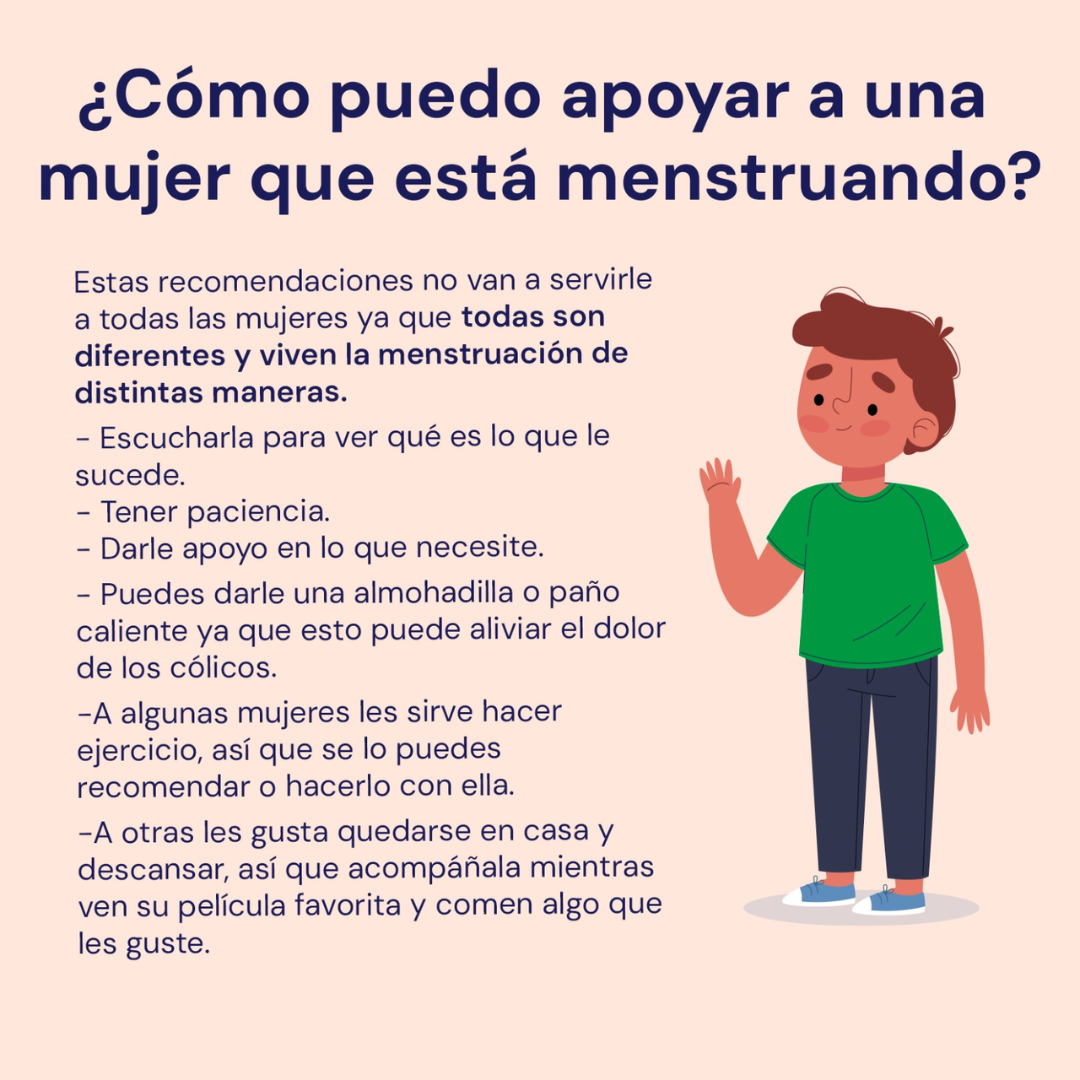 ¿Cómo puedo apoyar a una
mujer que está menstruando?
Estas recomendaciones no van a servirle
a todas las mujeres ya que todas son
diferentes y viven la menstruación de
distintas maneras.
- Escucharla para ver qué es lo que le
sucede.
- Tener paciencia.
- Darle apoyo en lo que necesite.
- Puedes darle una almohadilla o paño
caliente ya que esto puede aliviar el dolor
de los cólicos.
-A algunas mujeres les sirve hacer
ejercicio, así que se lo puedes
recomendar o hacerlo con ella.
-A otras les gusta quedarse en casa y
descansar, así que acompáñala mientras
ven su película favorita y comen algo que
les guste.